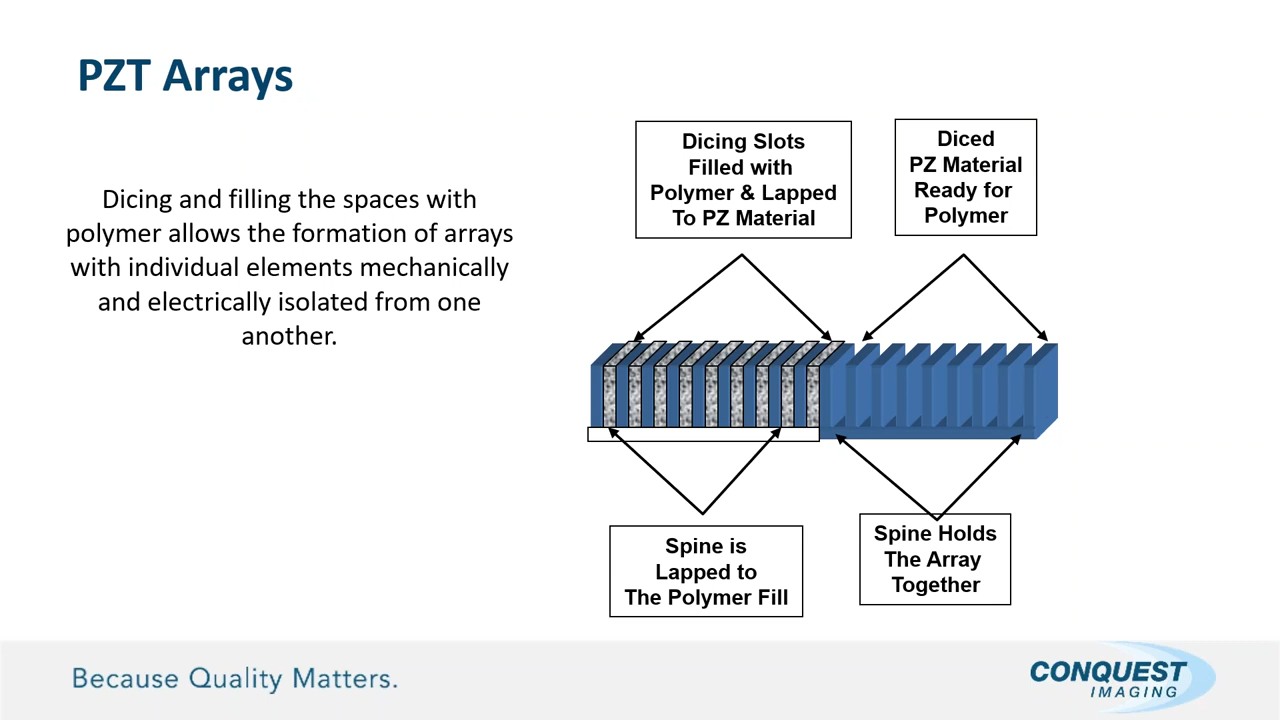 PZT Arrays
Dicing and filling the spaces with
polymer allows the formation of arrays
with individual elements mechanically
and electrically isolated from one
another.
Dicing Slots
Filled with
Polymer & Lapped
To PZ Material
Diced
PZ Material
Ready for
Polymer
Spine is
Lapped to
The Polymer Fill
Spine Holds
The Array
Together
Because Quality Matters.
CONQUEST
IMAGING